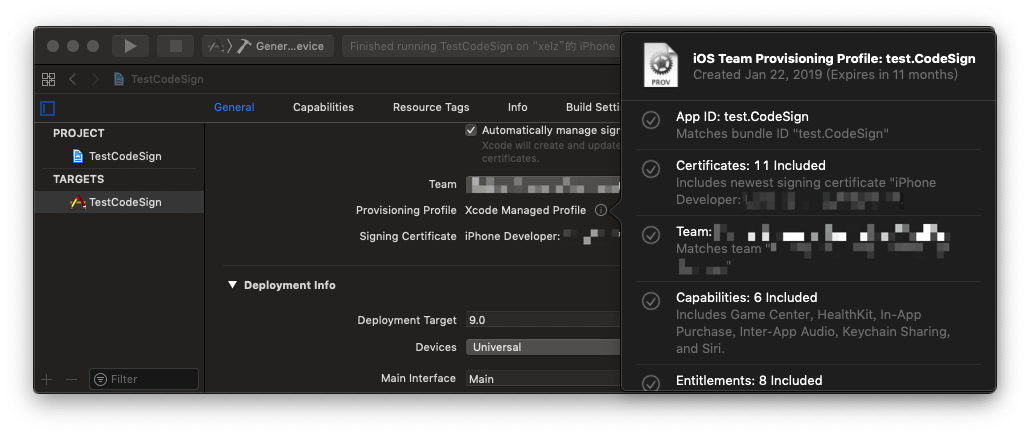 Gener...evice
Finished running TestCodeSign on "xelz"的 iPhone
TestCodeSign
General
Capabilities
Resource Tags
Info
Build Setti
PROJECT
TestCodeSign
TARGETS
TestCodeSign
Filter
Automatically manage sign
Xcode will create and update
certificates.
Team
Provisioning Profile Xcode Managed Profile
Signing Certificate iPhone Developer:
Deployment Info
Deployment Target 9.0
Devices Universal
Main Interface Main
PROV
iOS Team Provisioning Profile: test.CodeSign
Created Jan 22, 2019 (Expires in 11 months)
App ID: test.CodeSign
Matches bundle ID "test.CodeSign"
Certificates: 11 Included
Includes newest signing certificate "iPhone
Developer:
Team:
Matches team "
"
Capabilities: 6 Included
Includes Game Center, HealthKit, In-App
Purchase, Inter-App Audio, Keychain Sharing,
and Siri.
Entitlements: 8 Included